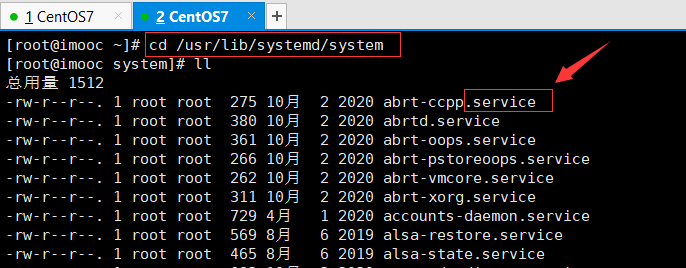 1 CentOS7 2 CentOS7 +
[root@imooc ~]# cd /usr/lib/systemd/system
[root@imooc system]# ll
总用量 1512
-rw-r--r--. 1 root root 275 10月 2 2020 abrt-ccpp.service
-rw-r--r--. 1 root root 380 10月 2 2020 abrtd.service
-rw-r--r--. 1 root root 361 10月 2 2020 abrt-oops.service
-rw-r--r--. 1 root root 266 10月 2 2020 abrt-pstoreoops.service
-rw-r--r--. 1 root root 262 10月 2 2020 abrt-vmcore.service
-rw-r--r--. 1 root root 311 10月 2 2020 abrt-xorg.service
-rw-r--r--. 1 root root 729 4月 1 2020 accounts-daemon.service
-rw-r--r--. 1 root root 569 8月 6 2019 alsa-restore.service
-rw-r--r--. 1 root root 465 8月 6 2019 alsa-state.service